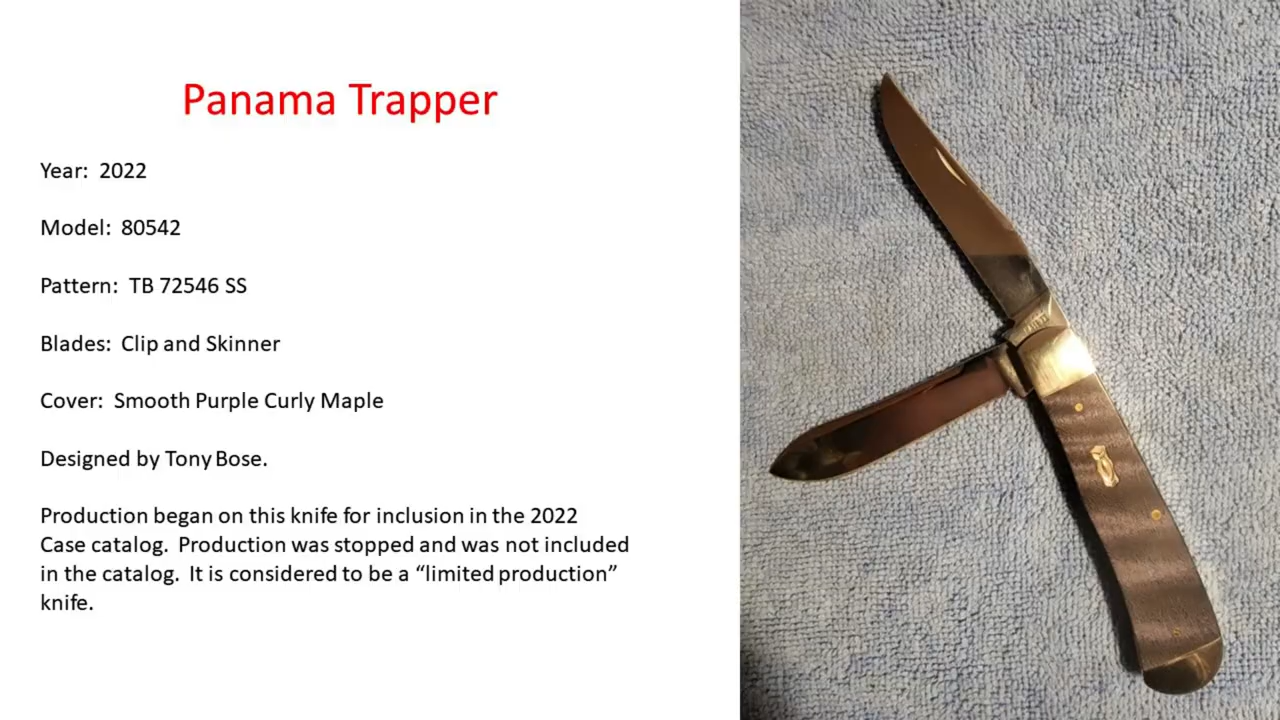 Panama Trapper
Year: 2022
Model: 80542
Pattern: TB 72546 SS
Blades: Clip and Skinner
Cover: Smooth Purple Curly Maple
Designed by Tony Bose.
Production began on this knife for inclusion in the 2022
Case catalog. Production was stopped and was not included
in the catalog. It is considered to be a “limited production”
knife.